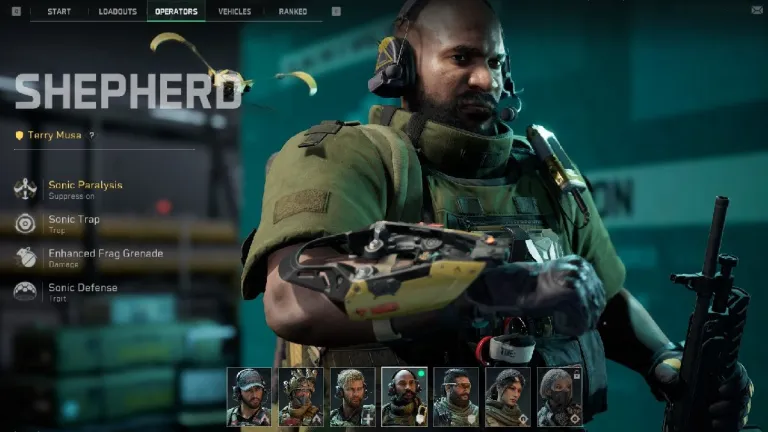 START LOADOUTS OPERATORS VEHICLES RANKED
SHEPHERD
Terry Musa ?
Sonic Paralysis
Suppression
Sonic Trap
Trap
Enhanced Frag Grenade
Damage
Sonic Defense
Trait